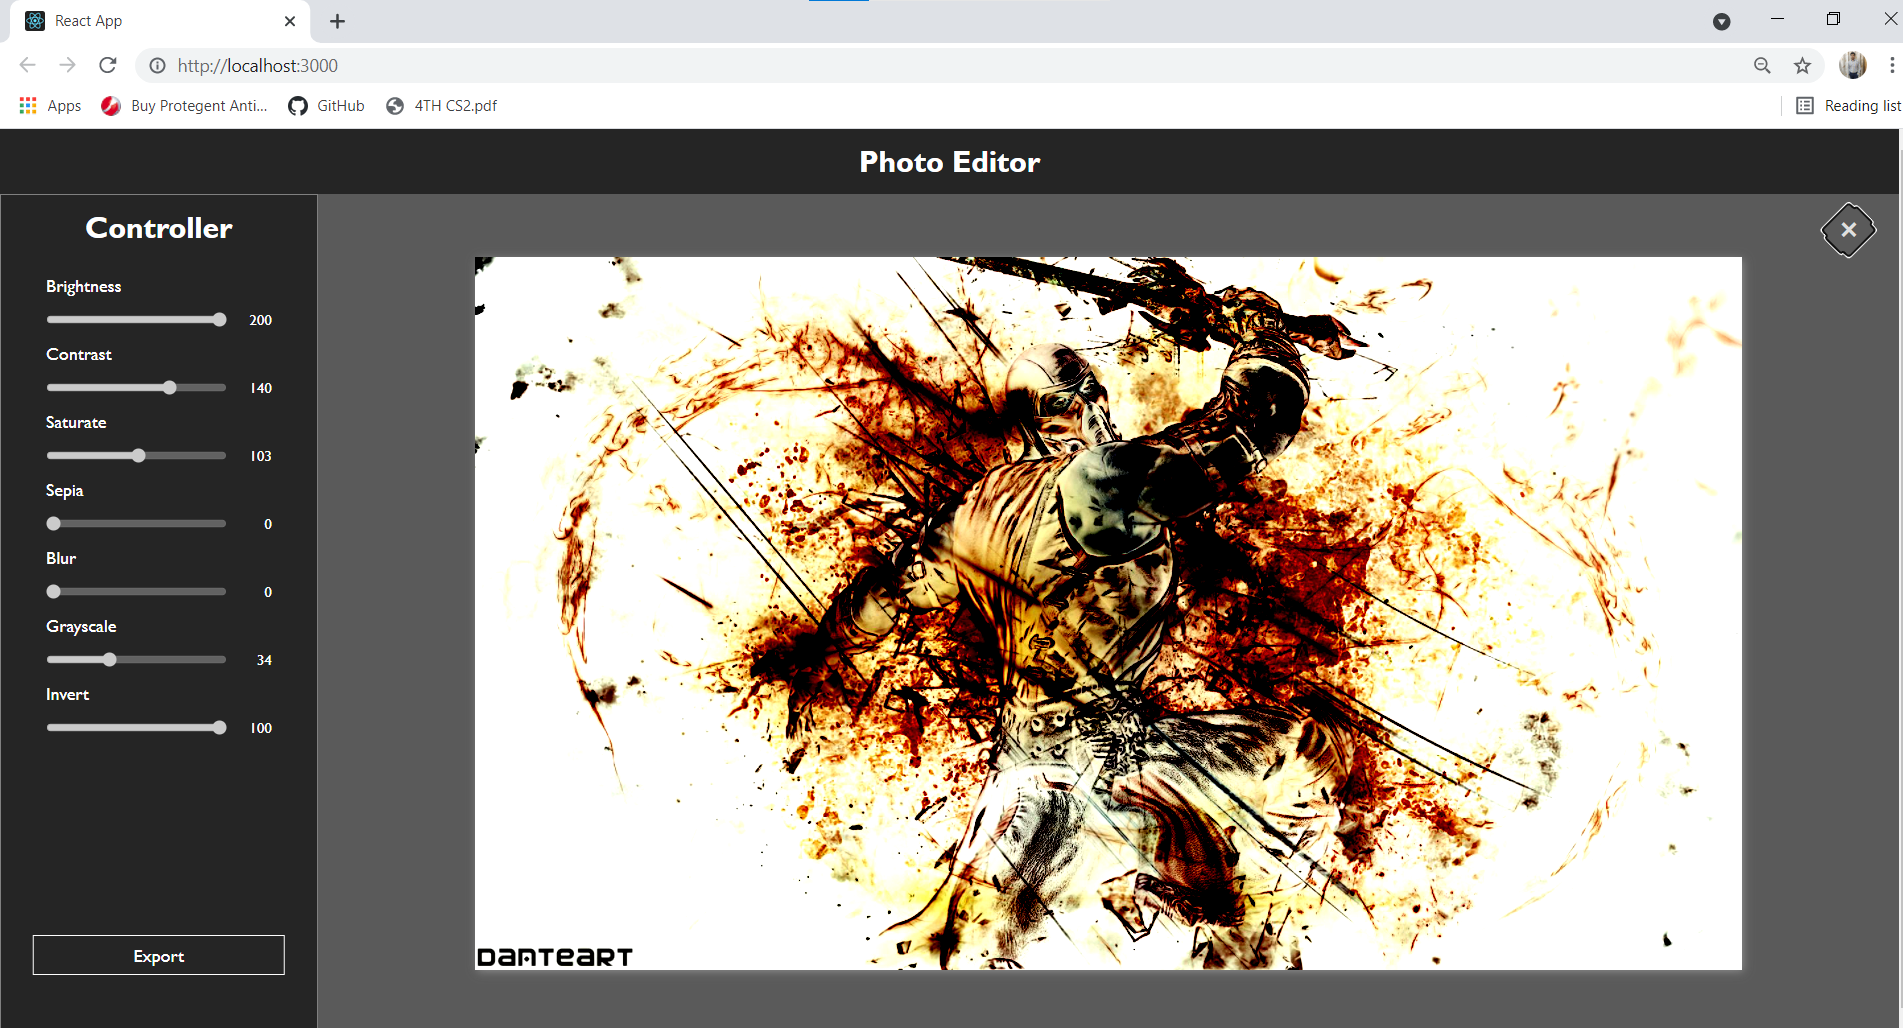 React App
http://localhost:3000
Apps
Buy Protegent Anti...
GitHub
4TH CS2.pdf
Reading list
Photo Editor
Controller
Brightness
200
Contrast
140
Saturate
103
Sepia
0
Blur
0
Grayscale
34
Invert
100
Export
DANTEART